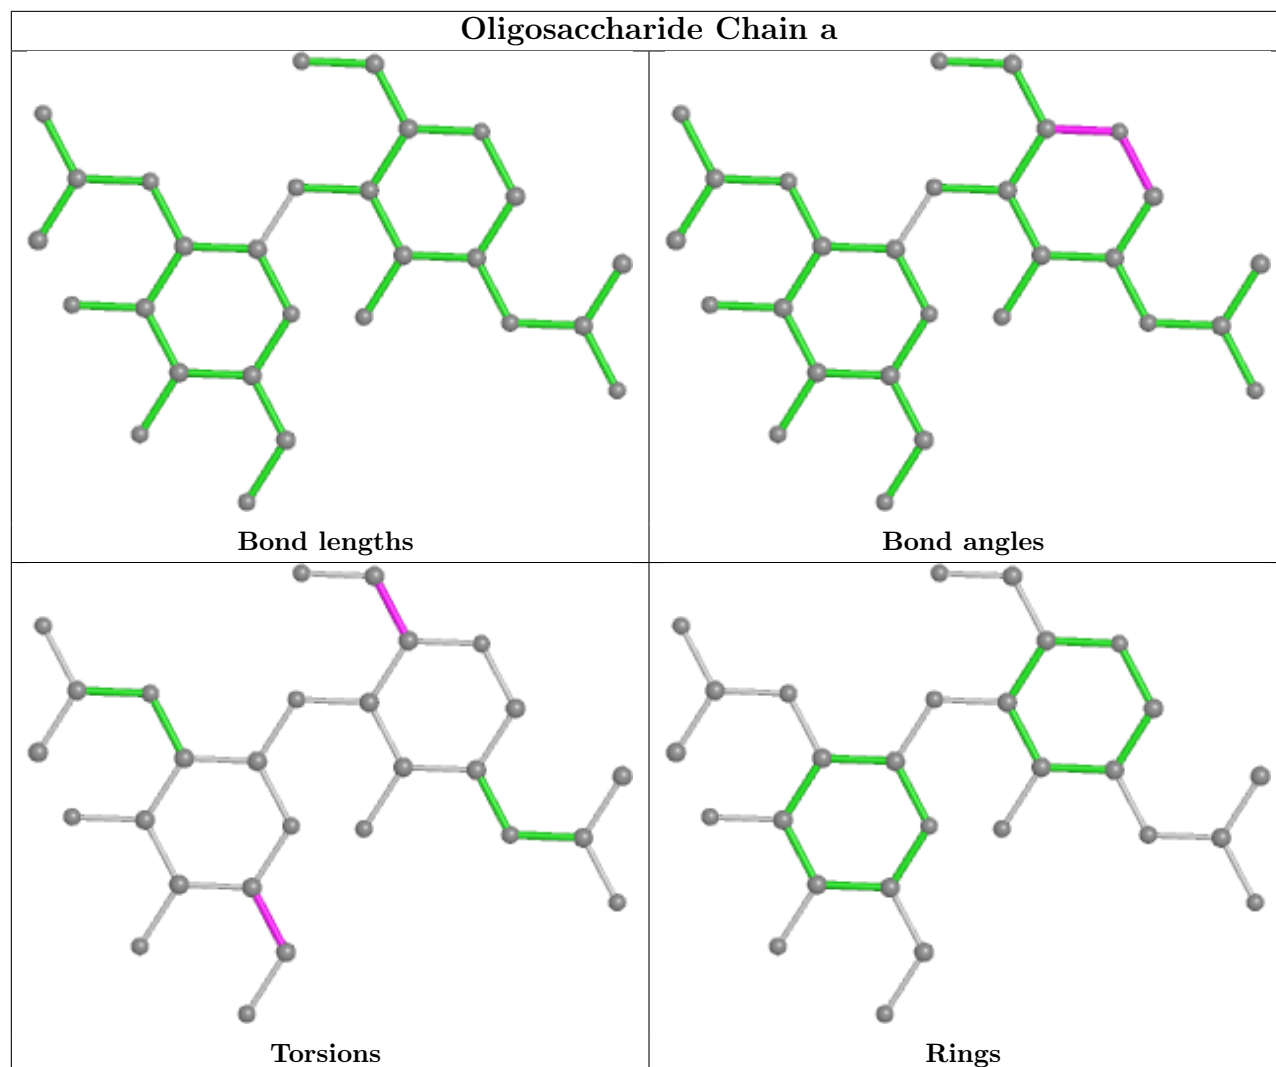 Oligosaccharide Chain a
Bond lengths
Bond angles
Torsions
Rings